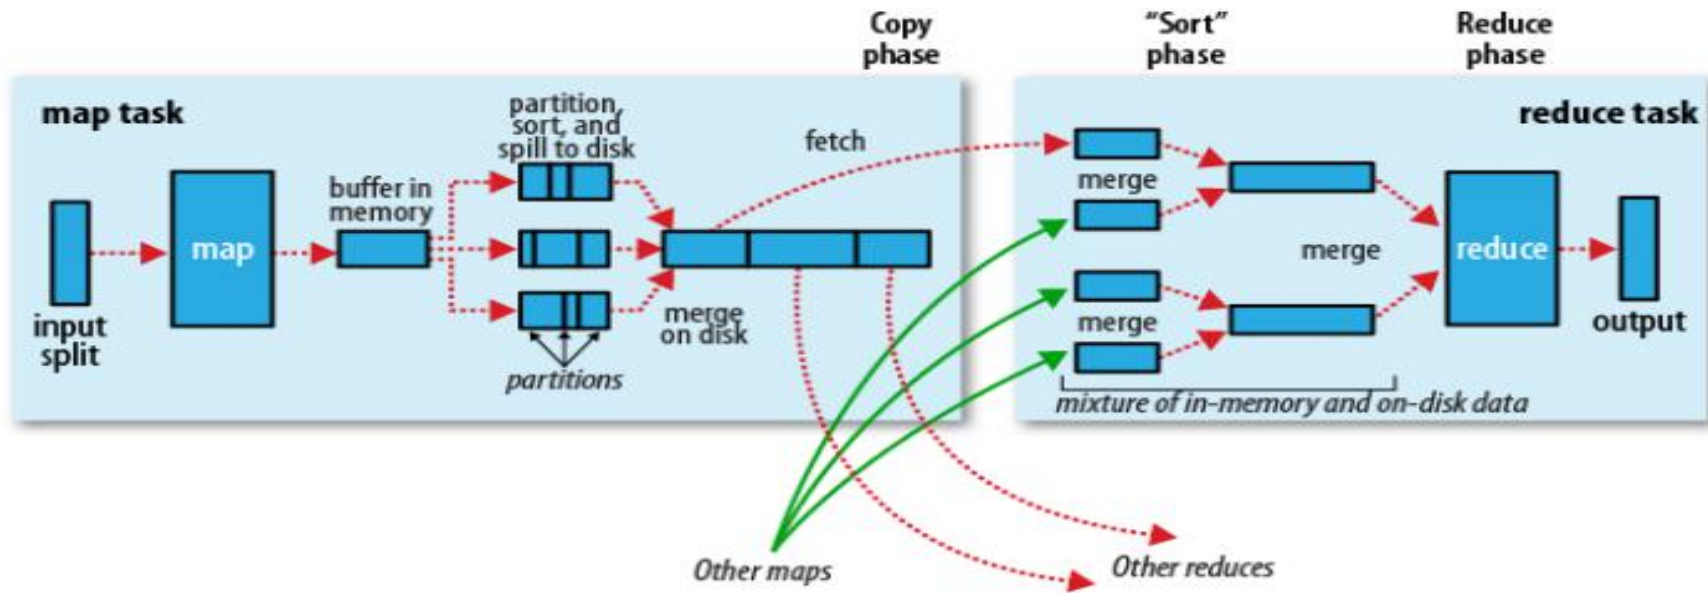 Copy
phase
“Sort”
phase
Reduce
phase
map task
partition,
sort, and
spill to disk
fetch
buffer in
memory
map
input
split
merge
on disk
partitions
reduce task
merge
merge
merge
reduce
output
mixture of in-memory and on-disk data
Other maps
Other reduces